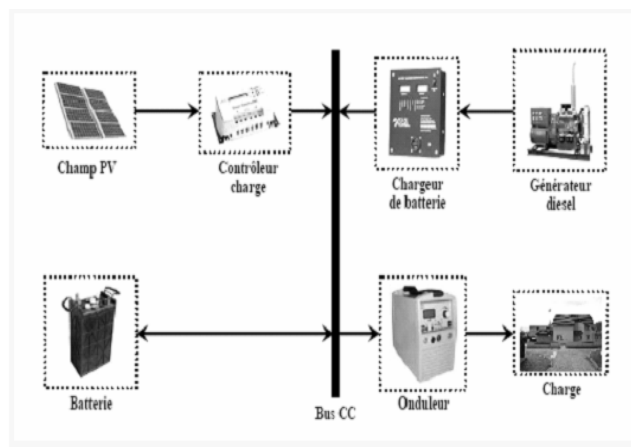 Champ PV
Contrôleur
charge
Chargeur
de batterie
Générateur
diesel
Batterie
Bus CC
Onduleur
Charge